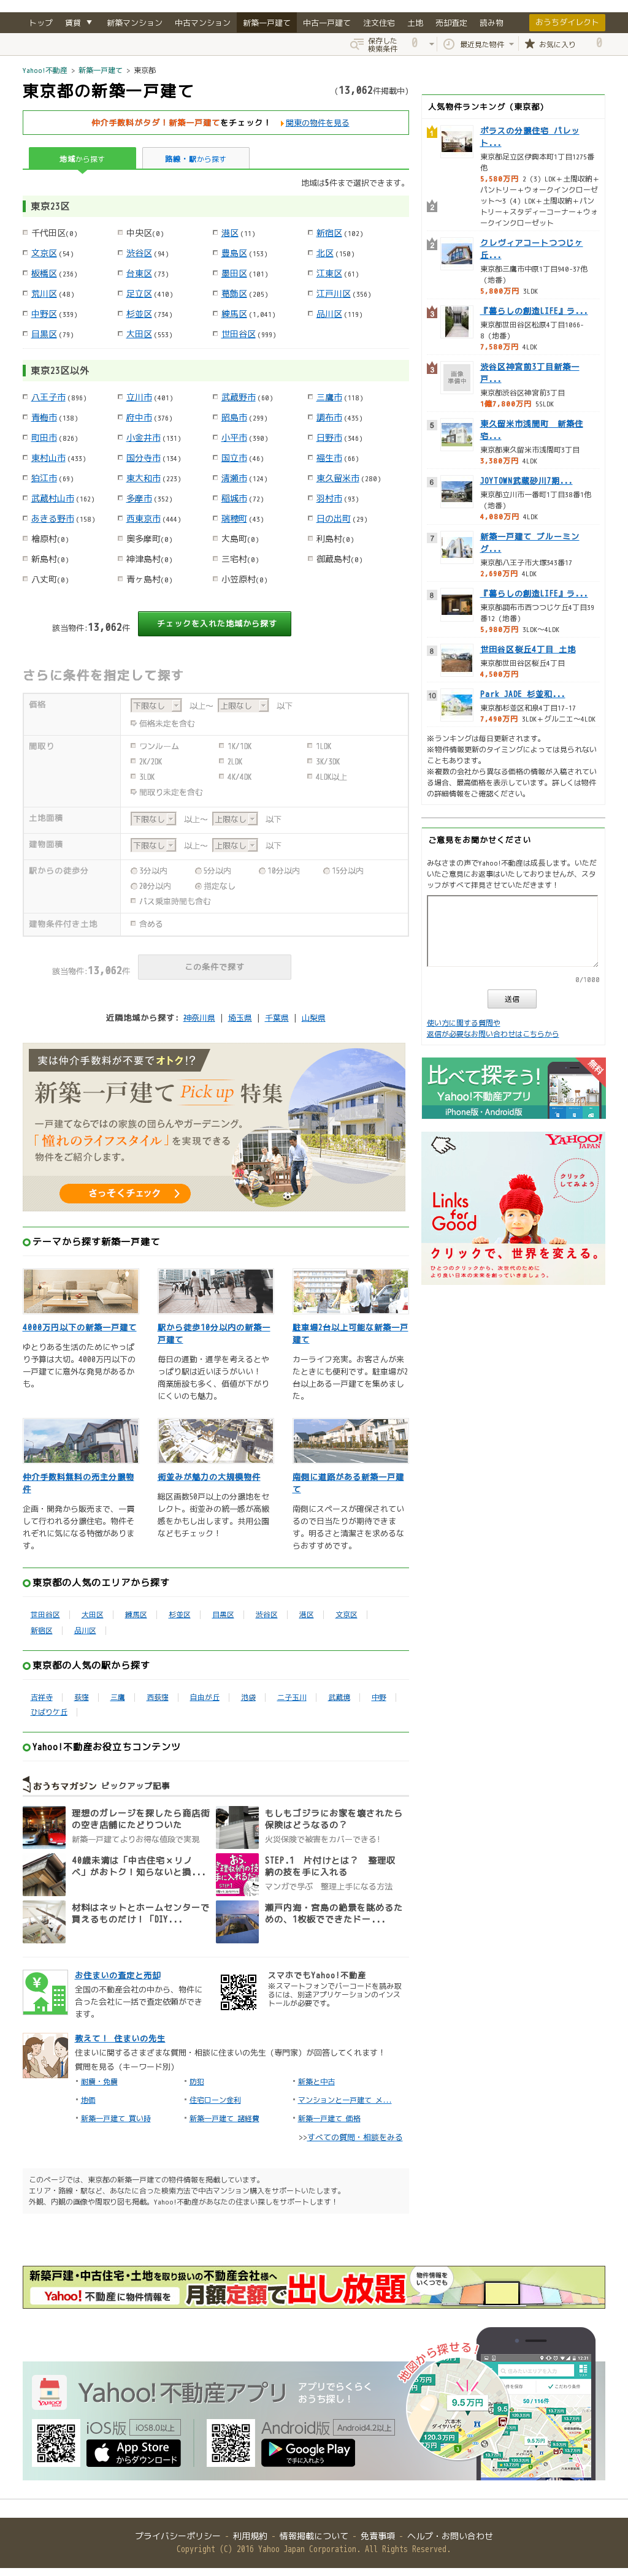 トップ 賃貸 ▼ 新築マンション 中古マンション 新築一戸建て 中古一戸建て 注文住宅 土地 売却査定 読み物 おうちダイレクト
保存した検索条件 0 最近見た物件 お気に入り 0
Yahoo!不動産 > 新築一戸建て > 東京都
東京都の新築一戸建て
(13,062件掲載中)
仲介手数料がタダ！新築一戸建てをチェック！ 関東の物件を見る
地域から探す 路線・駅から探す
地域は5件まで選択できます。
東京23区
千代田区(0) 中央区(0) 港区(11) 新宿区(102)
文京区(54) 渋谷区(94) 豊島区(153) 北区(150)
板橋区(236) 台東区(73) 墨田区(101) 江東区(61)
荒川区(48) 足立区(410) 葛飾区(205) 江戸川区(356)
中野区(339) 杉並区(734) 練馬区(1,041) 品川区(119)
目黒区(79) 大田区(553) 世田谷区(999)
東京23区以外
八王子市(896) 立川市(401) 武蔵野市(60) 三鷹市(118)
青梅市(138) 府中市(376) 昭島市(299) 調布市(435)
町田市(826) 小金井市(131) 小平市(390) 日野市(346)
東村山市(433) 国分寺市(134) 国立市(46) 福生市(66)
狛江市(69) 東大和市(223) 清瀬市(124) 東久留米市(280)
武蔵村山市(162) 多摩市(352) 稲城市(72) 羽村市(93)
あきる野市(158) 西東京市(444) 瑞穂町(43) 日の出町(29)
檜原村(0) 奥多摩町(0) 大島町(0) 利島村(0)
新島村(0) 神津島村(0) 三宅村(0) 御蔵島村(0)
八丈町(0) 青ヶ島村(0) 小笠原村(0)
該当物件:13,062件 チェックを入れた地域から探す
さらに条件を指定して探す
価格 下限なし 以上～ 上限なし 以下
価格未定を含む
間取り ワンルーム 1K/1DK 1LDK
2K/2DK 2LDK 3K/3DK
3LDK 4K/4DK 4LDK以上
間取り未定を含む
土地面積 下限なし 以上～ 上限なし 以下
建物面積 下限なし 以上～ 上限なし 以下
駅からの徒歩分 3分以内 5分以内 10分以内 15分以内
20分以内 指定なし
バス乗車時間も含む
建物条件付き土地 含める
該当物件:13,062件 この条件で探す
近隣地域から探す: 神奈川県 | 埼玉県 | 千葉県 | 山梨県
実は仲介手数料が不要でオトク!?
新築一戸建て Pick up 特集
一戸建てならではの家族の団らんやガーデニング。
「憧れのライフスタイル」を実現できる
物件をご紹介します。
さっそくチェック
テーマから探す新築一戸建て
4000万円以下の新築一戸建て
ゆとりある生活のためにやっぱり予算は大切。4000万円以下の一戸建てに意外な発見があるかも。
駅から徒歩10分以内の新築一戸建て
毎日の通勤・通学を考えるとやっぱり駅は近いほうがいい！商業施設も多く、価値が下がりにくいのも魅力。
駐車場2台以上可能な新築一戸建て
カーライフ充実。お客さんが来たときにも便利です。駐車場が2台以上ある一戸建てを集めました。
仲介手数料無料の売主分譲物件
企画・開発から販売まで、一貫して行われる分譲住宅。物件それぞれに気になる特徴があります。
街並みが魅力の大規模物件
総区画数50戸以上の分譲地をセレクト。街並みの統一感が高級感をかもし出します。共用公園などもチェック！
南側に道路がある新築一戸建て
南側にスペースが確保されているので日当たりが期待できます。明るさと清潔さを求めるならおすすめです。
東京都の人気のエリアから探す
世田谷区 大田区 練馬区 杉並区 目黒区 渋谷区 港区 文京区
新宿区 品川区
東京都の人気の駅から探す
吉祥寺 荻窪 三鷹 西荻窪 自由が丘 池袋 二子玉川 武蔵境 中野
ひばりケ丘
Yahoo!不動産お役立ちコンテンツ
おうちマガジン ピックアップ記事
理想のガレージを探したら商店街の空き店舗にたどりついた
新築一戸建てよりお得な値段で実現
もしもゴジラにお家を壊されたら保険はどうなるの？
火災保険で被害をカバーできる!
40歳未満は「中古住宅×リノベ」がおトク！知らないと損...
STEP.1 片付けとは？ 整理収納の技を手に入れる
マンガで学ぶ 整理上手になる方法
材料はネットとホームセンターで買えるものだけ！「DIY...
瀬戸内海・宮島の絶景を眺めるための、1枚板でできたドー...
お住まいの査定と売却
全国の不動産会社の中から、物件に合った会社に一括で査定依頼ができます。
スマホでもYahoo!不動産
※スマートフォンでバーコードを読み取るには、別途アプリケーションのインストールが必要です。
教えて！ 住まいの先生
住まいに関するさまざまな質問・相談に住まいの先生（専門家）が回答してくれます！
質問を見る（キーワード別）
耐震・免震 防犯 新築と中古
地価 住宅ローン金利 マンションと一戸建て メ...
新築一戸建て 買い時 新築一戸建て 諸経費 新築一戸建て 価格
>>すべての質問・相談をみる
このページでは、東京都の新築一戸建ての物件情報を掲載しています。
エリア・路線・駅など、あなたに合った検索方法で中古マンション購入をサポートいたします。
外観、内観の画像や間取り図も掲載。Yahoo!不動産があなたの住まい探しをサポートします！
人気物件ランキング（東京都）
1 ポラスの分譲住宅 パレット...
東京都足立区伊興本町1丁目1275番他
5,580万円 2（3）LDK＋土間収納＋パントリー＋ウォークインクローゼット～3（4）LDK＋土間収納＋パントリー＋スタディーコーナー＋ウォークインクローゼット
2
2 クレヴィアコートつつじヶ丘...
東京都三鷹市中原1丁目940-37他（地番）
5,800万円 3LDK
3 『暮らしの創造LIFE』ラ...
東京都世田谷区松原4丁目1066-8（地番）
7,580万円 4LDK
3 画像準備中 渋谷区神宮前3丁目新築一戸...
東京都渋谷区神宮前3丁目
1億7,800万円 5SLDK
5 東久留米市浅間町 新築住宅...
東京都東久留米市浅間町3丁目
3,380万円 4LDK
6 JOYTOWN武蔵砂川7期...
東京都立川市一番町1丁目38番1他（地番）
4,080万円 4LDK
7 新築一戸建て ブルーミング...
東京都八王子市大塚343番17
2,690万円 4LDK
8 『暮らしの創造LIFE』ラ...
東京都調布市西つつじケ丘4丁目39番12（地番）
5,980万円 3LDK～4LDK
8 世田谷区桜丘4丁目 土地
東京都世田谷区桜丘4丁目
4,500万円
10 Park JADE 杉並和...
東京都杉並区和泉4丁目17-17
7,490万円 3LDK＋グルニエ～4LDK
※ランキングは毎日更新されます。
※物件情報更新のタイミングによっては見られないこともあります。
※複数の会社から異なる価格の情報が入稿されている場合、最高価格を表示しています。詳しくは物件の詳細情報をご確認ください。
ご意見をお聞かせください
みなさまの声でYahoo!不動産は成長します。いただいたご意見にお返事はいたしておりませんが、スタッフがすべて拝見させていただきます！
0/1000
送信
使い方に関する質問や
返信が必要なお問い合わせはこちらから
無料
比べて探そう!
Yahoo!不動産アプリ
iPhone版・Android版
YAHOO! JAPAN
クリックしてみよう
Links for Good
クリックで、世界を変える。
ひとつのクリックから、次世代のために
より良い日本の未来を創っていきましょう。
新築戸建・中古住宅・土地を取り扱いの不動産会社様へ
Yahoo!不動産に物件情報を 月額定額で出し放題 物件情報をいくつでも
Yahoo!不動産アプリ アプリでらくらくおうち探し！ 地図から探せる！
YAHOO!
iOS版 iOS8.0以上 App Store からダウンロード
Android版 Android4.2以上 Google Play で手に入れよう
プライバシーポリシー - 利用規約 - 情報掲載について - 免責事項 - ヘルプ・お問い合わせ
Copyright (C) 2016 Yahoo Japan Corporation. All Rights Reserved.